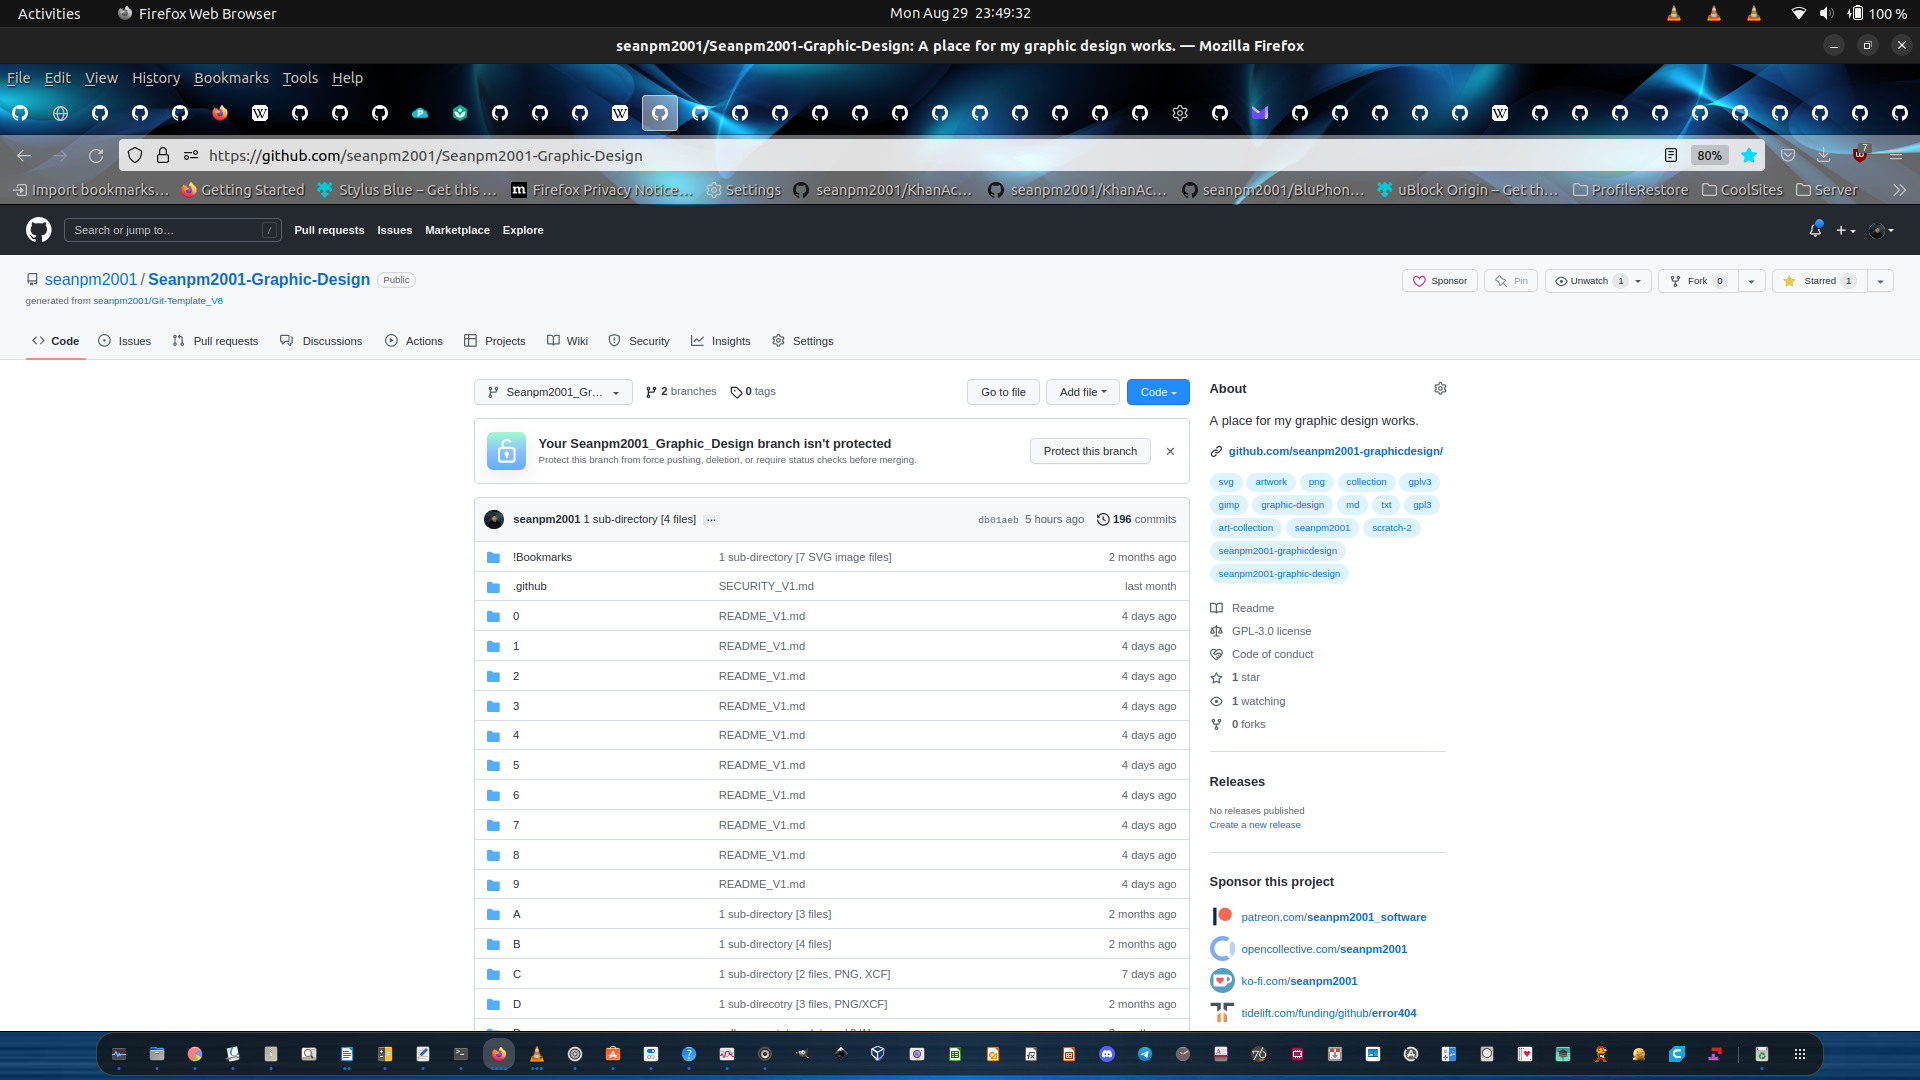 Activities Firefox Web Browser Mon Aug 29 23:49:32 100 %
seanpm2001/Seanpm2001-Graphic-Design: A place for my graphic design works. — Mozilla Firefox
File Edit View History Bookmarks Tools Help
https://github.com/seanpm2001/Seanpm2001-Graphic-Design 80% 7
Import bookmarks… Getting Started Stylus Blue – Get this … Firefox Privacy Notice… Settings seanpm2001/KhanAc… seanpm2001/KhanAc… seanpm2001/BluPhon… uBlock Origin – Get th… ProfileRestore CoolSites Server
Search or jump to… / Pull requests Issues Marketplace Explore
seanpm2001 / Seanpm2001-Graphic-Design Public Sponsor Pin Unwatch 1 Fork 0 Starred 1
generated from seanpm2001/Git-Template_V8
Code Issues Pull requests Discussions Actions Projects Wiki Security Insights Settings
Seanpm2001_Gr… 2 branches 0 tags Go to file Add file Code
Your Seanpm2001_Graphic_Design branch isn't protected
Protect this branch from force pushing, deletion, or require status checks before merging.
Protect this branch
seanpm2001 1 sub-directory [4 files] … db01aeb 5 hours ago 196 commits
!Bookmarks 1 sub-directory [7 SVG image files] 2 months ago
.github SECURITY_V1.md last month
0 README_V1.md 4 days ago
1 README_V1.md 4 days ago
2 README_V1.md 4 days ago
3 README_V1.md 4 days ago
4 README_V1.md 4 days ago
5 README_V1.md 4 days ago
6 README_V1.md 4 days ago
7 README_V1.md 4 days ago
8 README_V1.md 4 days ago
9 README_V1.md 4 days ago
A 1 sub-directory [3 files] 2 months ago
B 1 sub-directory [4 files] 2 months ago
C 1 sub-directory [2 files, PNG, XCF] 7 days ago
D 1 sub-direcotry [3 files, PNG/XCF] 2 months ago
About
A place for my graphic design works.
github.com/seanpm2001-graphicdesign/
svg artwork png collection gplv3
gimp graphic-design md txt gpl3
art-collection seanpm2001 scratch-2
seanpm2001-graphicdesign
seanpm2001-graphic-design
Readme
GPL-3.0 license
Code of conduct
1 star
1 watching
0 forks
Releases
No releases published
Create a new release
Sponsor this project
patreon.com/seanpm2001_software
opencollective.com/seanpm2001
ko-fi.com/seanpm2001
tidelift.com/funding/github/error404